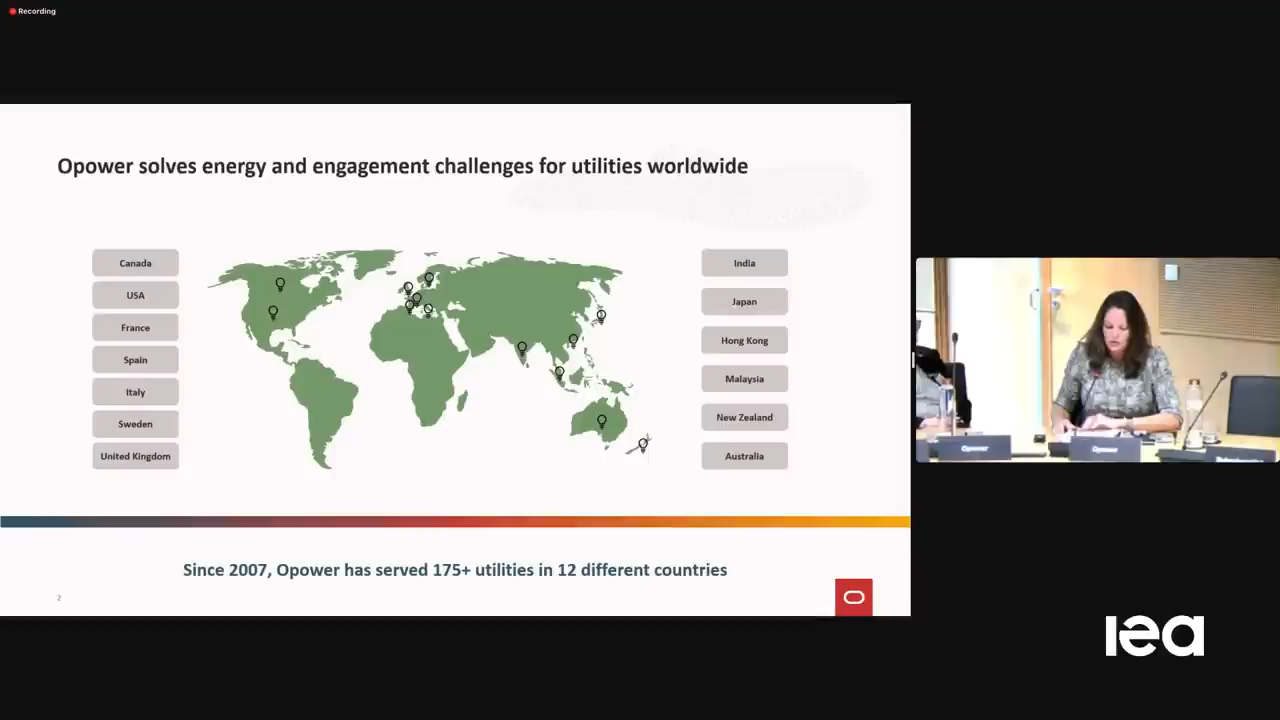 Recording
Opower solves energy and engagement challenges for utilities worldwide
Canada
USA
France
Spain
Italy
Sweden
United Kingdom
India
Japan
Hong Kong
Malaysia
New Zealand
Australia
Since 2007, Opower has served 175+ utilities in 12 different countries
2
Opower
Opower
iea